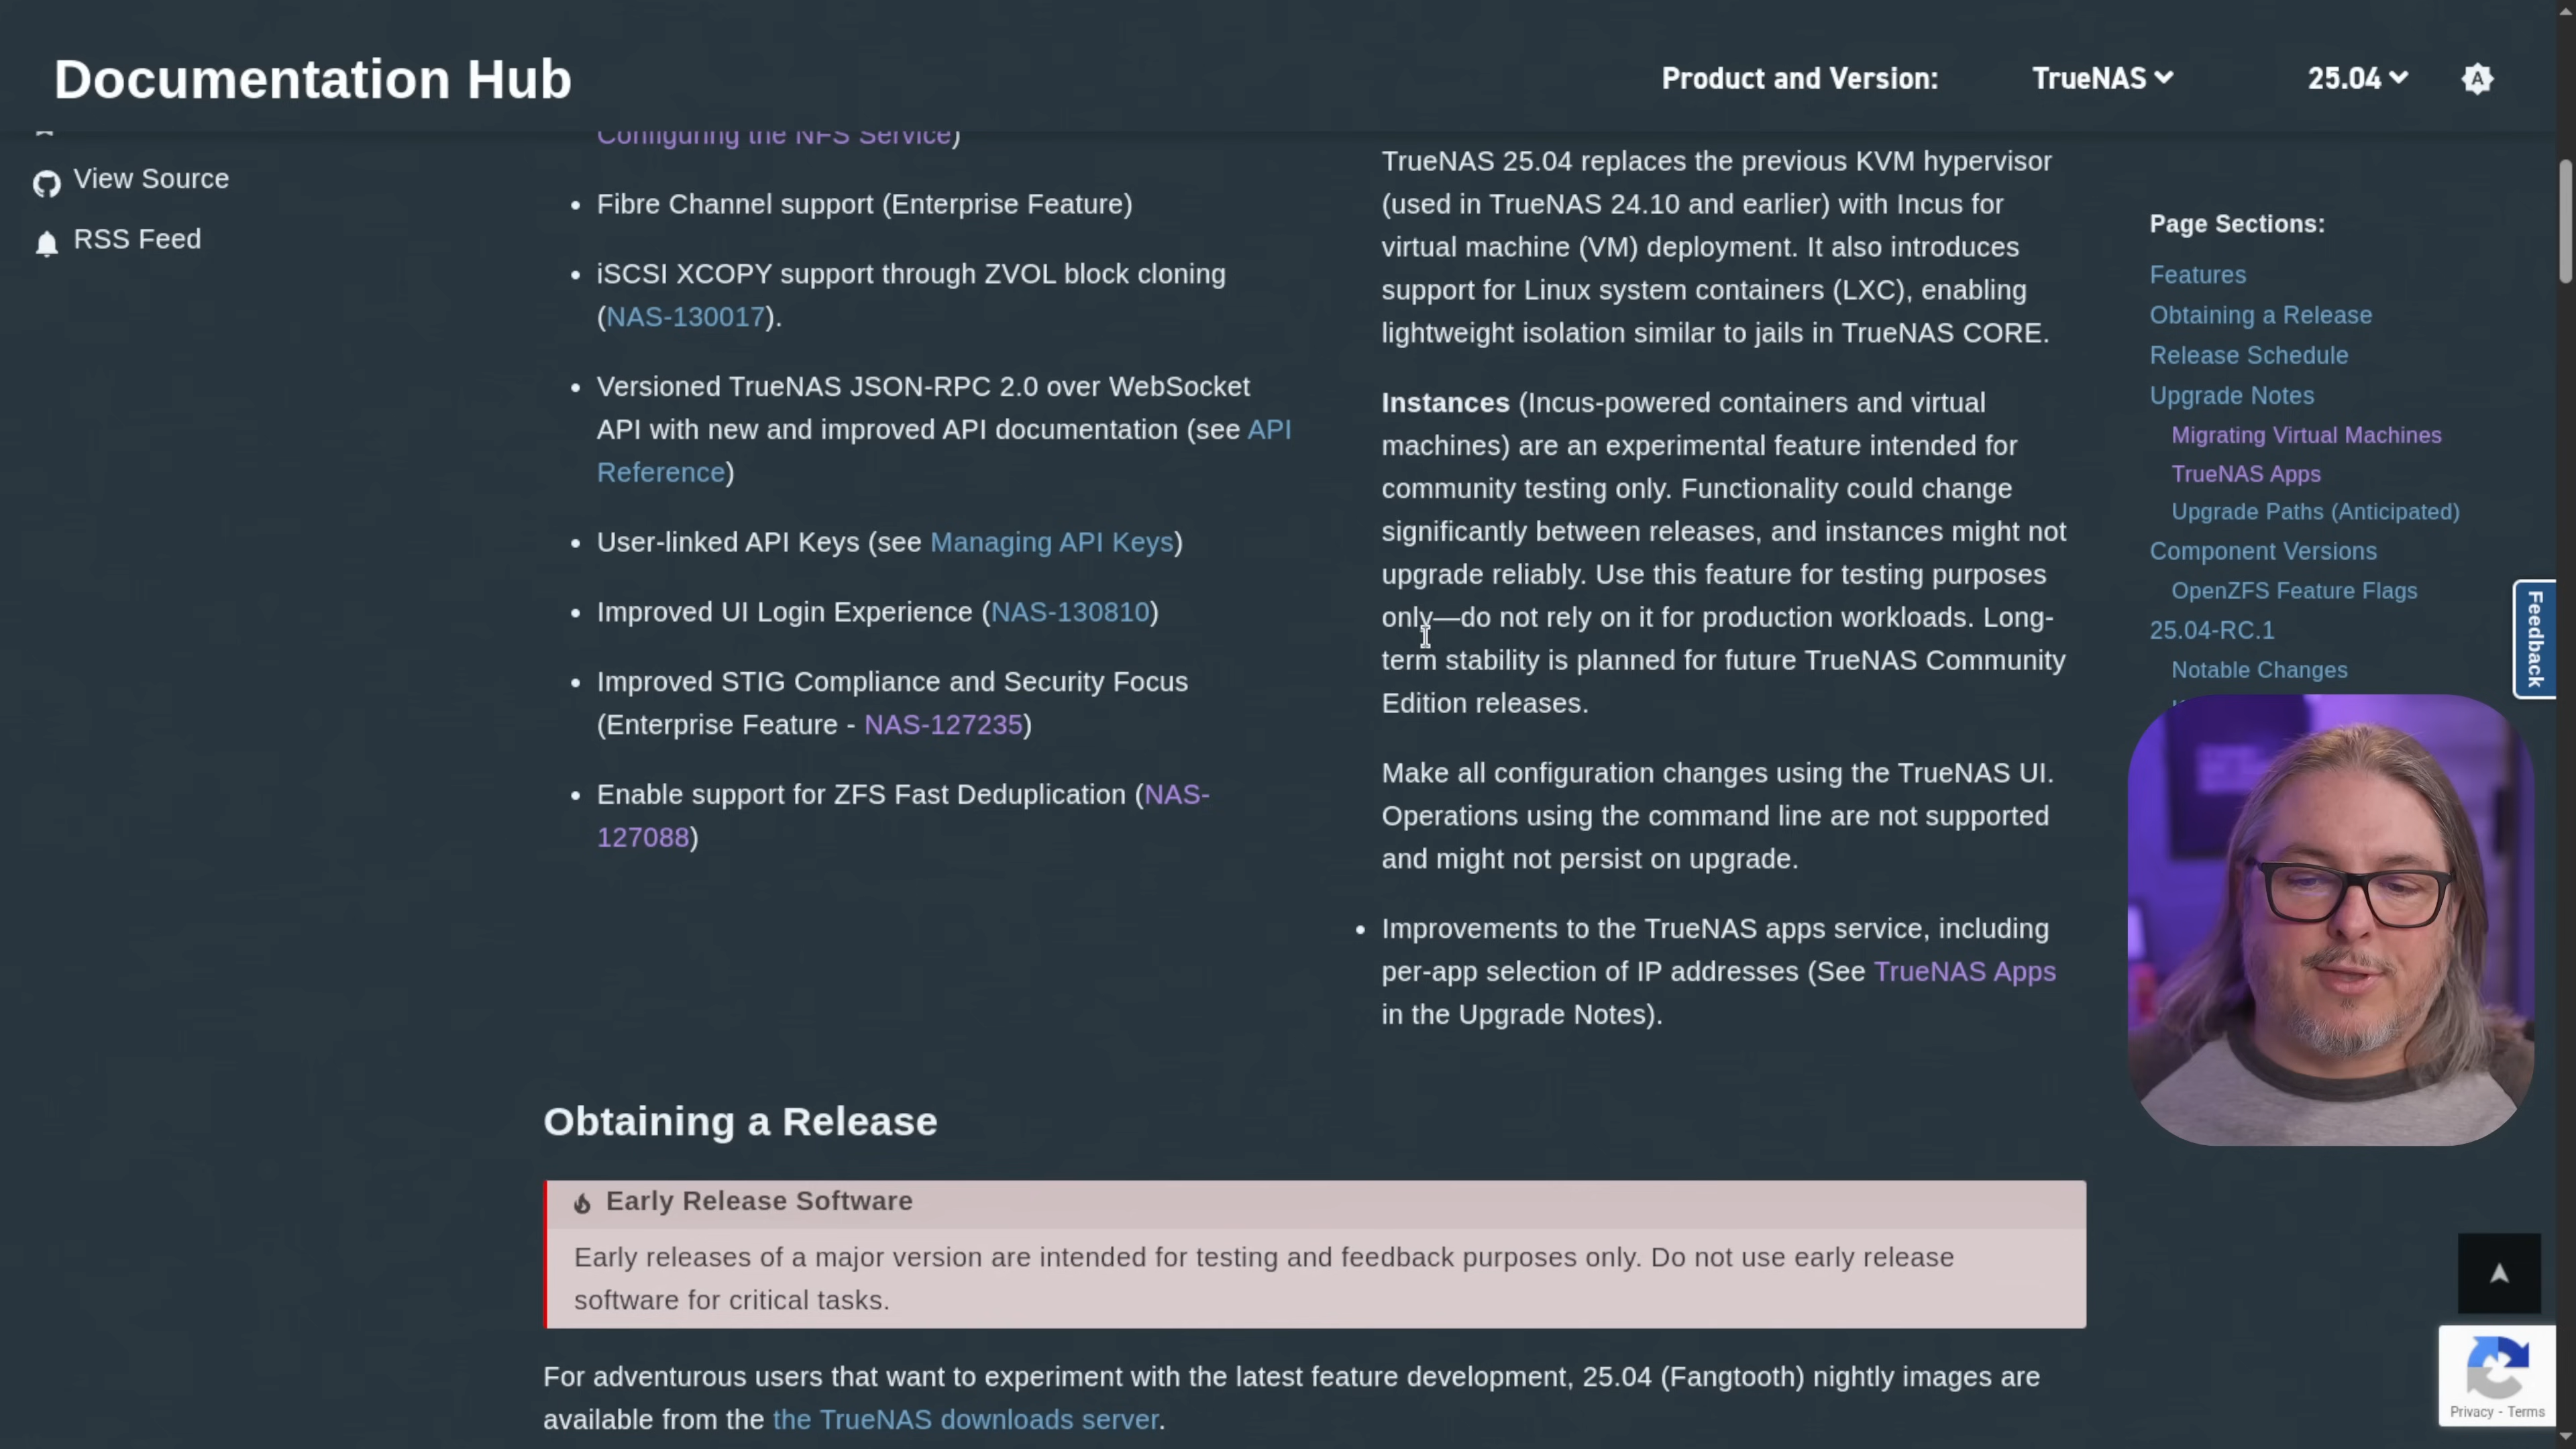 Documentation Hub
Product and Version:
TrueNAS
25.04
View Source
RSS Feed
Configuring the NFS Service)
• Fibre Channel support (Enterprise Feature)
• iSCSI XCOPY support through ZVOL block cloning
(NAS-130017).
• Versioned TrueNAS JSON-RPC 2.0 over WebSocket
API with new and improved API documentation (see API
Reference)
• User-linked API Keys (see Managing API Keys)
• Improved UI Login Experience (NAS-130810)
• Improved STIG Compliance and Security Focus
(Enterprise Feature - NAS-127235)
• Enable support for ZFS Fast Deduplication (NAS-
127088)
TrueNAS 25.04 replaces the previous KVM hypervisor
(used in TrueNAS 24.10 and earlier) with Incus for
virtual machine (VM) deployment. It also introduces
support for Linux system containers (LXC), enabling
lightweight isolation similar to jails in TrueNAS CORE.
Instances (Incus-powered containers and virtual
machines) are an experimental feature intended for
community testing only. Functionality could change
significantly between releases, and instances might not
upgrade reliably. Use this feature for testing purposes
only—do not rely on it for production workloads. Long-
term stability is planned for future TrueNAS Community
Edition releases.
Make all configuration changes using the TrueNAS UI.
Operations using the command line are not supported
and might not persist on upgrade.
• Improvements to the TrueNAS apps service, including
per-app selection of IP addresses (See TrueNAS Apps
in the Upgrade Notes).
Page Sections:
Features
Obtaining a Release
Release Schedule
Upgrade Notes
Migrating Virtual Machines
TrueNAS Apps
Upgrade Paths (Anticipated)
Component Versions
OpenZFS Feature Flags
25.04-RC.1
Notable Changes
Feedback
Obtaining a Release
Early Release Software
Early releases of a major version are intended for testing and feedback purposes only. Do not use early release
software for critical tasks.
For adventurous users that want to experiment with the latest feature development, 25.04 (Fangtooth) nightly images are
available from the the TrueNAS downloads server.
Privacy - Terms